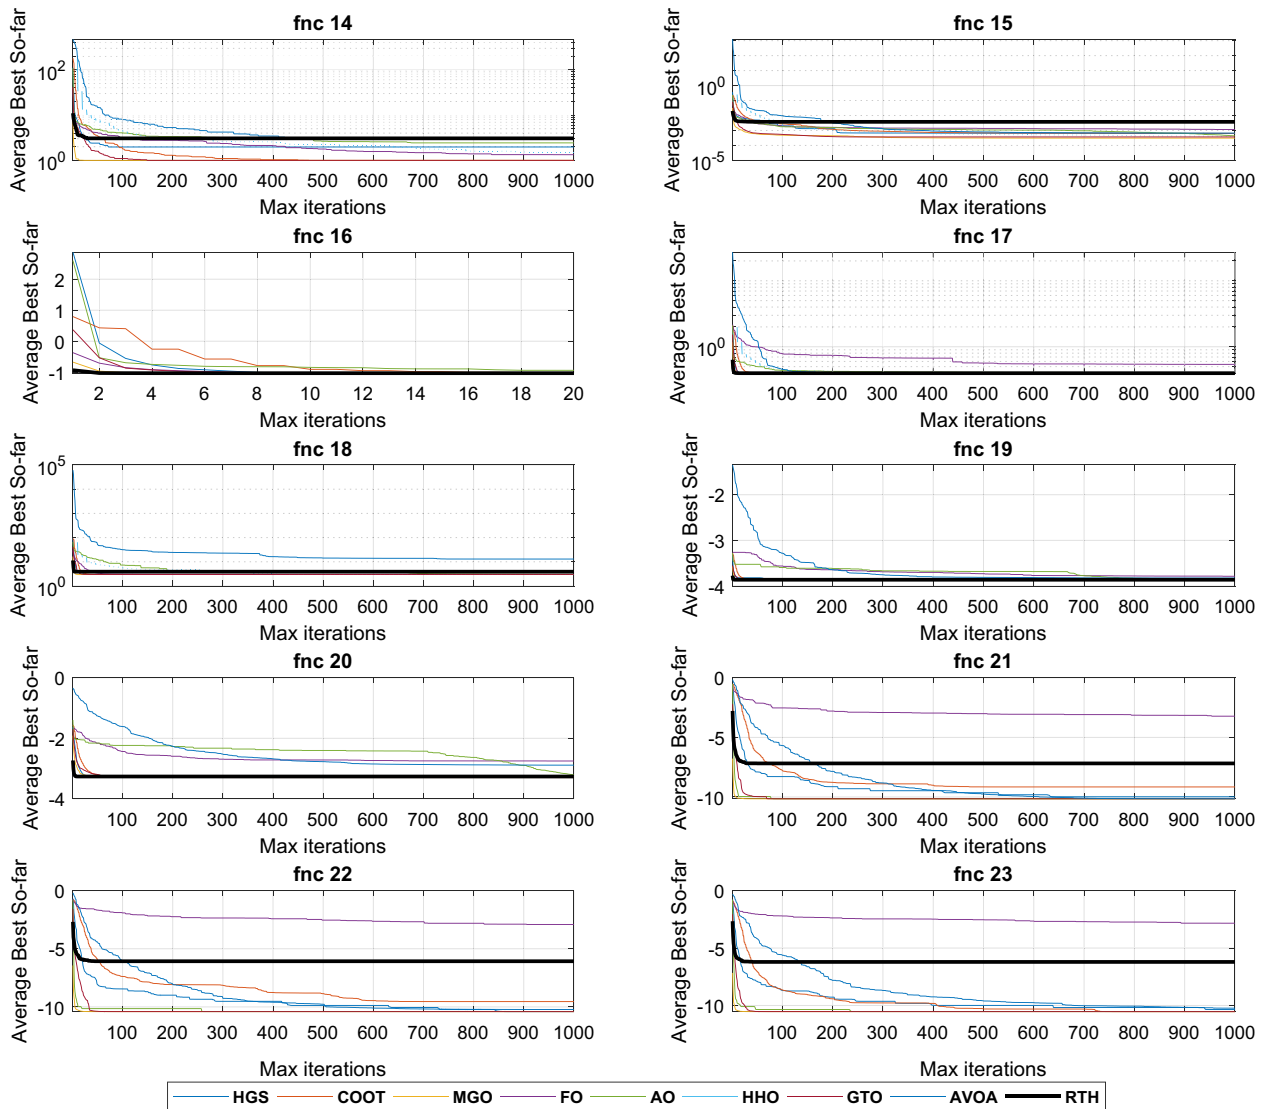 fnc 14
Average Best So-far
10^2
10^0
100 200 300 400 500 600 700 800 900 1000
Max iterations
fnc 15
Average Best So-far
10^0
10^-5
100 200 300 400 500 600 700 800 900 1000
Max iterations
fnc 16
Average Best So-far
2
1
0
-1
2 4 6 8 10 12 14 16 18 20
Max iterations
fnc 17
Average Best So-far
10^0
100 200 300 400 500 600 700 800 900 1000
Max iterations
fnc 18
Average Best So-far
10^5
10^0
100 200 300 400 500 600 700 800 900 1000
Max iterations
fnc 19
Average Best So-far
-2
-3
-4
100 200 300 400 500 600 700 800 900 1000
Max iterations
fnc 20
Average Best So-far
0
-2
-4
100 200 300 400 500 600 700 800 900 1000
Max iterations
fnc 21
Average Best So-far
0
-5
-10
100 200 300 400 500 600 700 800 900 1000
Max iterations
fnc 22
Average Best So-far
0
-5
-10
100 200 300 400 500 600 700 800 900 1000
Max iterations
fnc 23
Average Best So-far
0
-5
-10
100 200 300 400 500 600 700 800 900 1000
Max iterations
HGS COOT MGO FO AO HHO GTO AVOA RTH